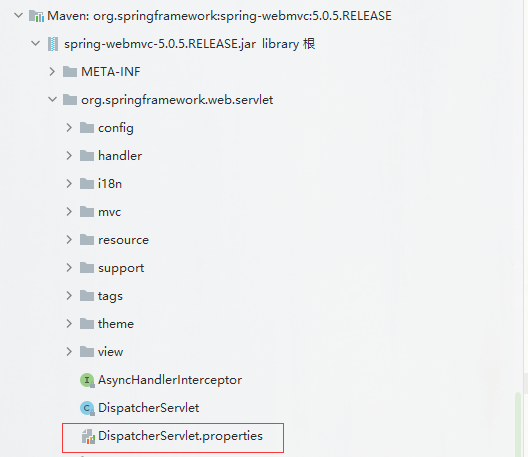 Maven: org.springframework:spring-webmvc:5.0.5.RELEASE
spring-webmvc-5.0.5.RELEASE.jar library 根
META-INF
org.springframework.web.servlet
config
handler
i18n
mvc
resource
support
tags
theme
view
I AsyncHandlerInterceptor
C DispatcherServlet
DispatcherServlet.properties